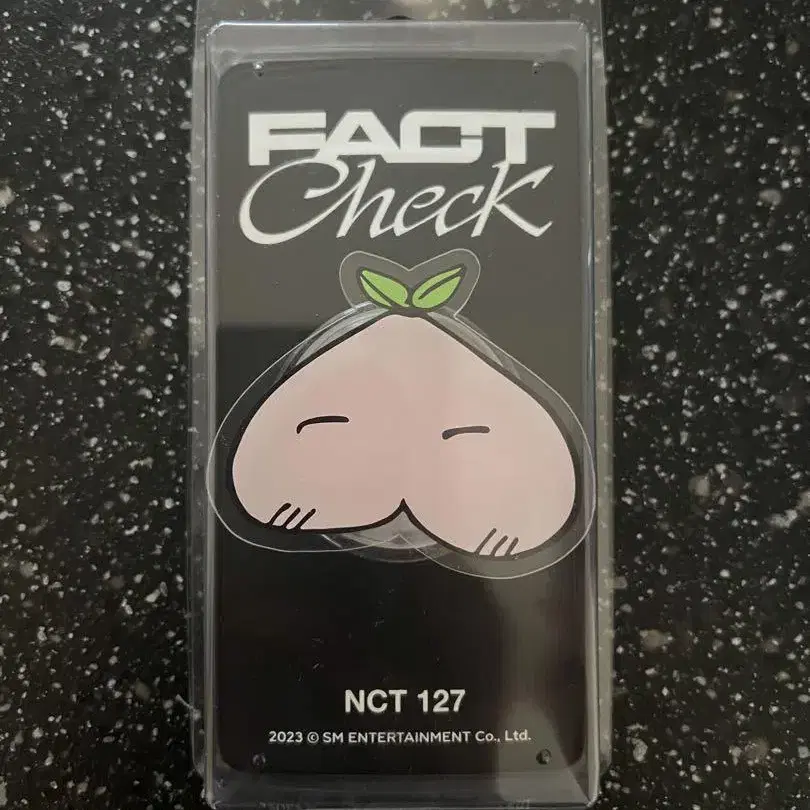 FACT
Check
NCT 127
2023 © SM ENTERTAINMENT Co., Ltd.